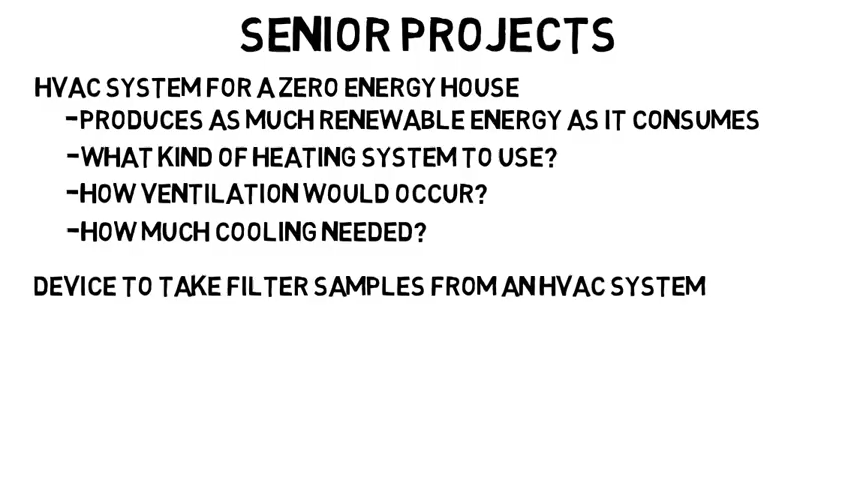 SENIOR PROJECTS
HVAC SYSTEM FOR A ZERO ENERGY HOUSE
-PRODUCES AS MUCH RENEWABLE ENERGY AS IT CONSUMES
-WHAT KIND OF HEATING SYSTEM TO USE?
-HOW VENTILATION WOULD OCCUR?
-HOW MUCH COOLING NEEDED?
DEVICE TO TAKE FILTER SAMPLES FROM AN HVAC SYSTEM